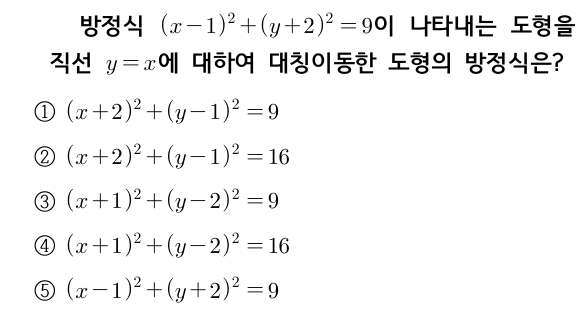 방정식 (x−1)²+(y+2)²=9이 나타내는 도형을
직선 y=x에 대하여 대칭이동한 도형의 방정식은?
① (x+2)²+(y−1)²=9
② (x+2)²+(y−1)²=16
③ (x+1)²+(y−2)²=9
④ (x+1)²+(y−2)²=16
⑤ (x−1)²+(y+2)²=9